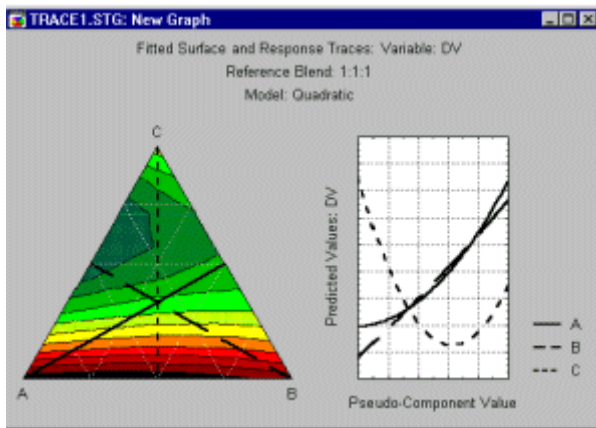 TRACE1.STG: New Graph
Fitted Surface and Response Traces: Variable: DV
Reference Blend: 1:1:1
Model: Quadratic
C
A
B
Predicted Values: DV
Pseudo-Component Value
A
B
C